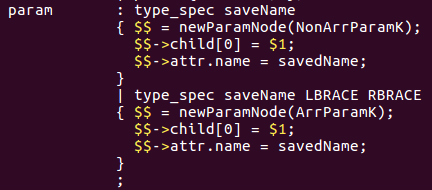 param : type_spec saveName
{ $$ = newParamNode(NonArrParamK);
$$->child[0] = $1;
$$->attr.name = savedName;
}
| type_spec saveName LBRACE RBRACE
{ $$ = newParamNode(ArrParamK);
$$->child[0] = $1;
$$->attr.name = savedName;
}
;